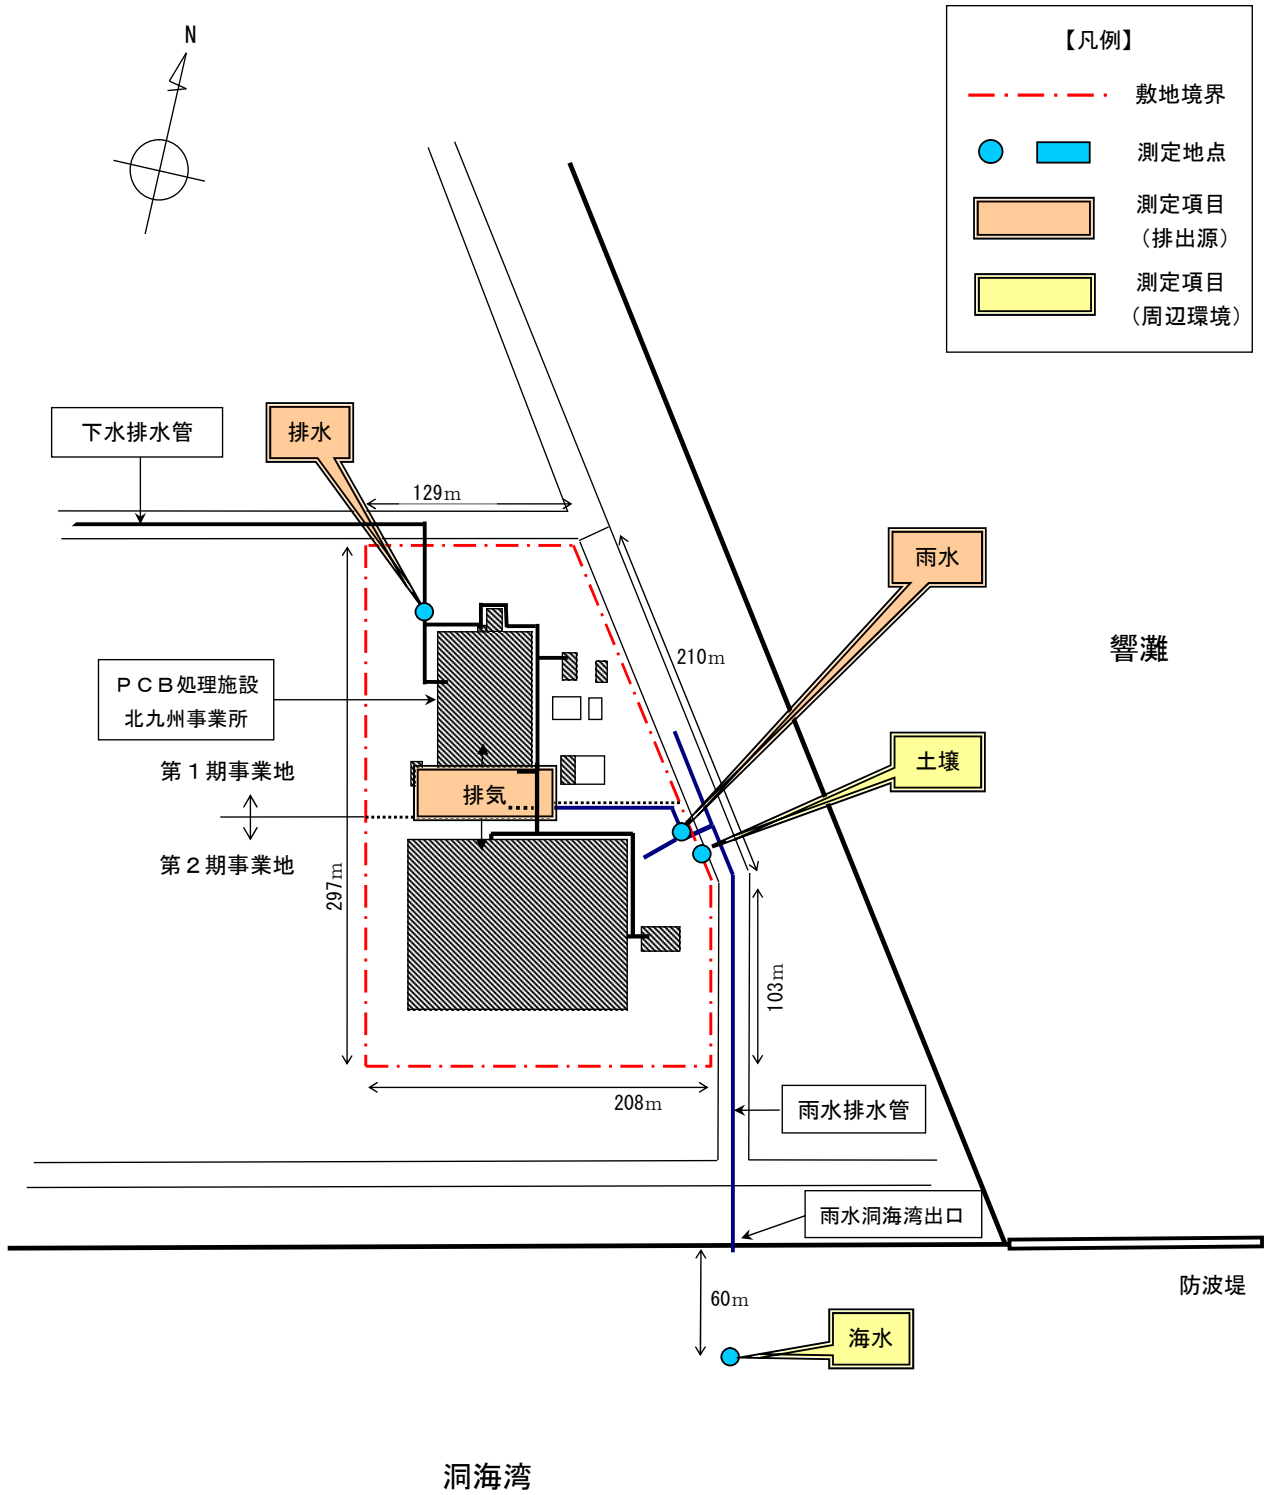 N
【凡例】
敷地境界
測定地点
測定項目
（排出源）
測定項目
（周辺環境）
下水排水管
排水
129m
雨水
響灘
210m
ＰＣＢ処理施設
北九州事業所
土壌
第１期事業地
排気
第２期事業地
297m
103m
208m
雨水排水管
雨水洞海湾出口
防波堤
60m
海水
洞海湾